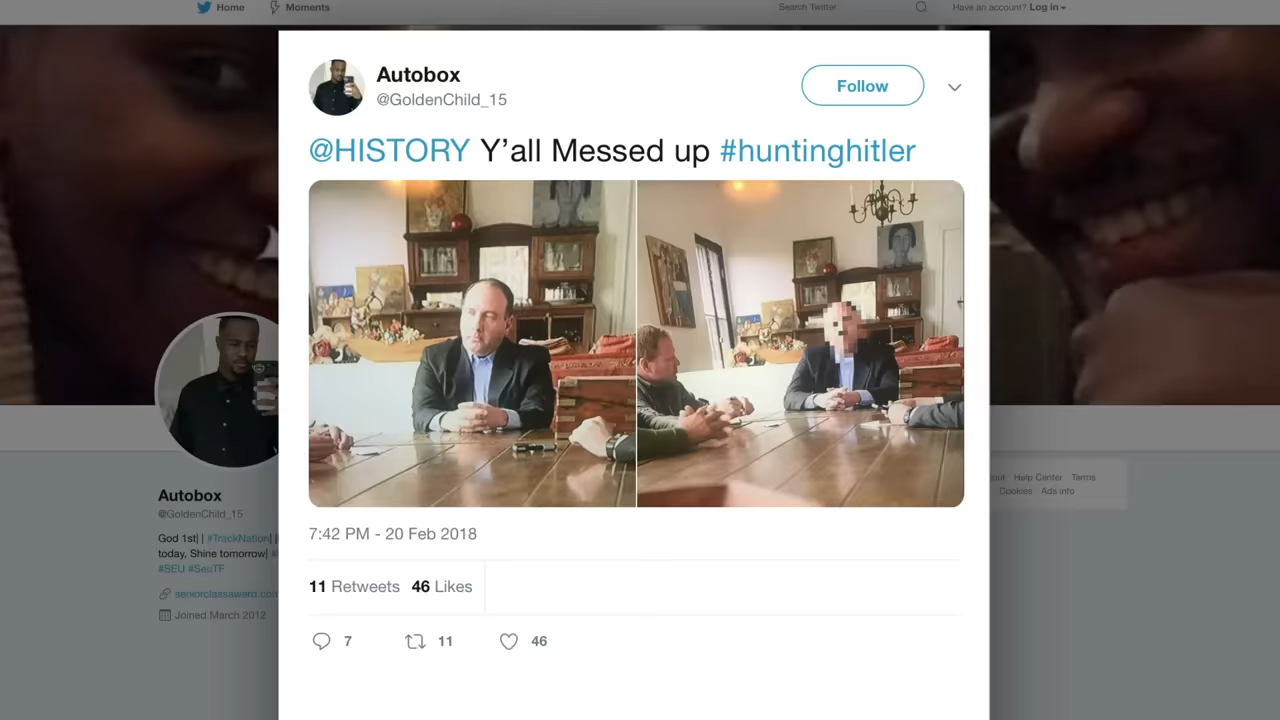 Home Moments Search Twitter Have an account? Log in
Autobox
@GoldenChild_15
Follow
@HISTORY Y’all Messed up #huntinghitler
7:42 PM - 20 Feb 2018
11 Retweets 46 Likes
7 11 46
Autobox
@GoldenChild_15
God 1st| | #TrackNation|
today, Shine tomorrow|
#SEU #SeuTF
seniorclassaward.com
Joined March 2012
Help Center Terms
Cookies Ads info